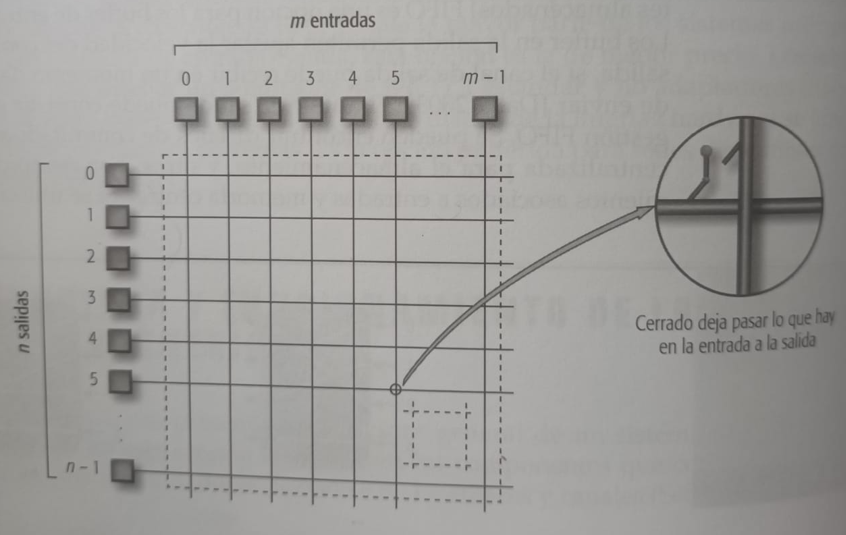 m entradas
0 1 2 3 4 5 ... m – 1
n salidas
0
1
2
3
4
5
n – 1
Cerrado deja pasar lo que hay
en la entrada a la salida